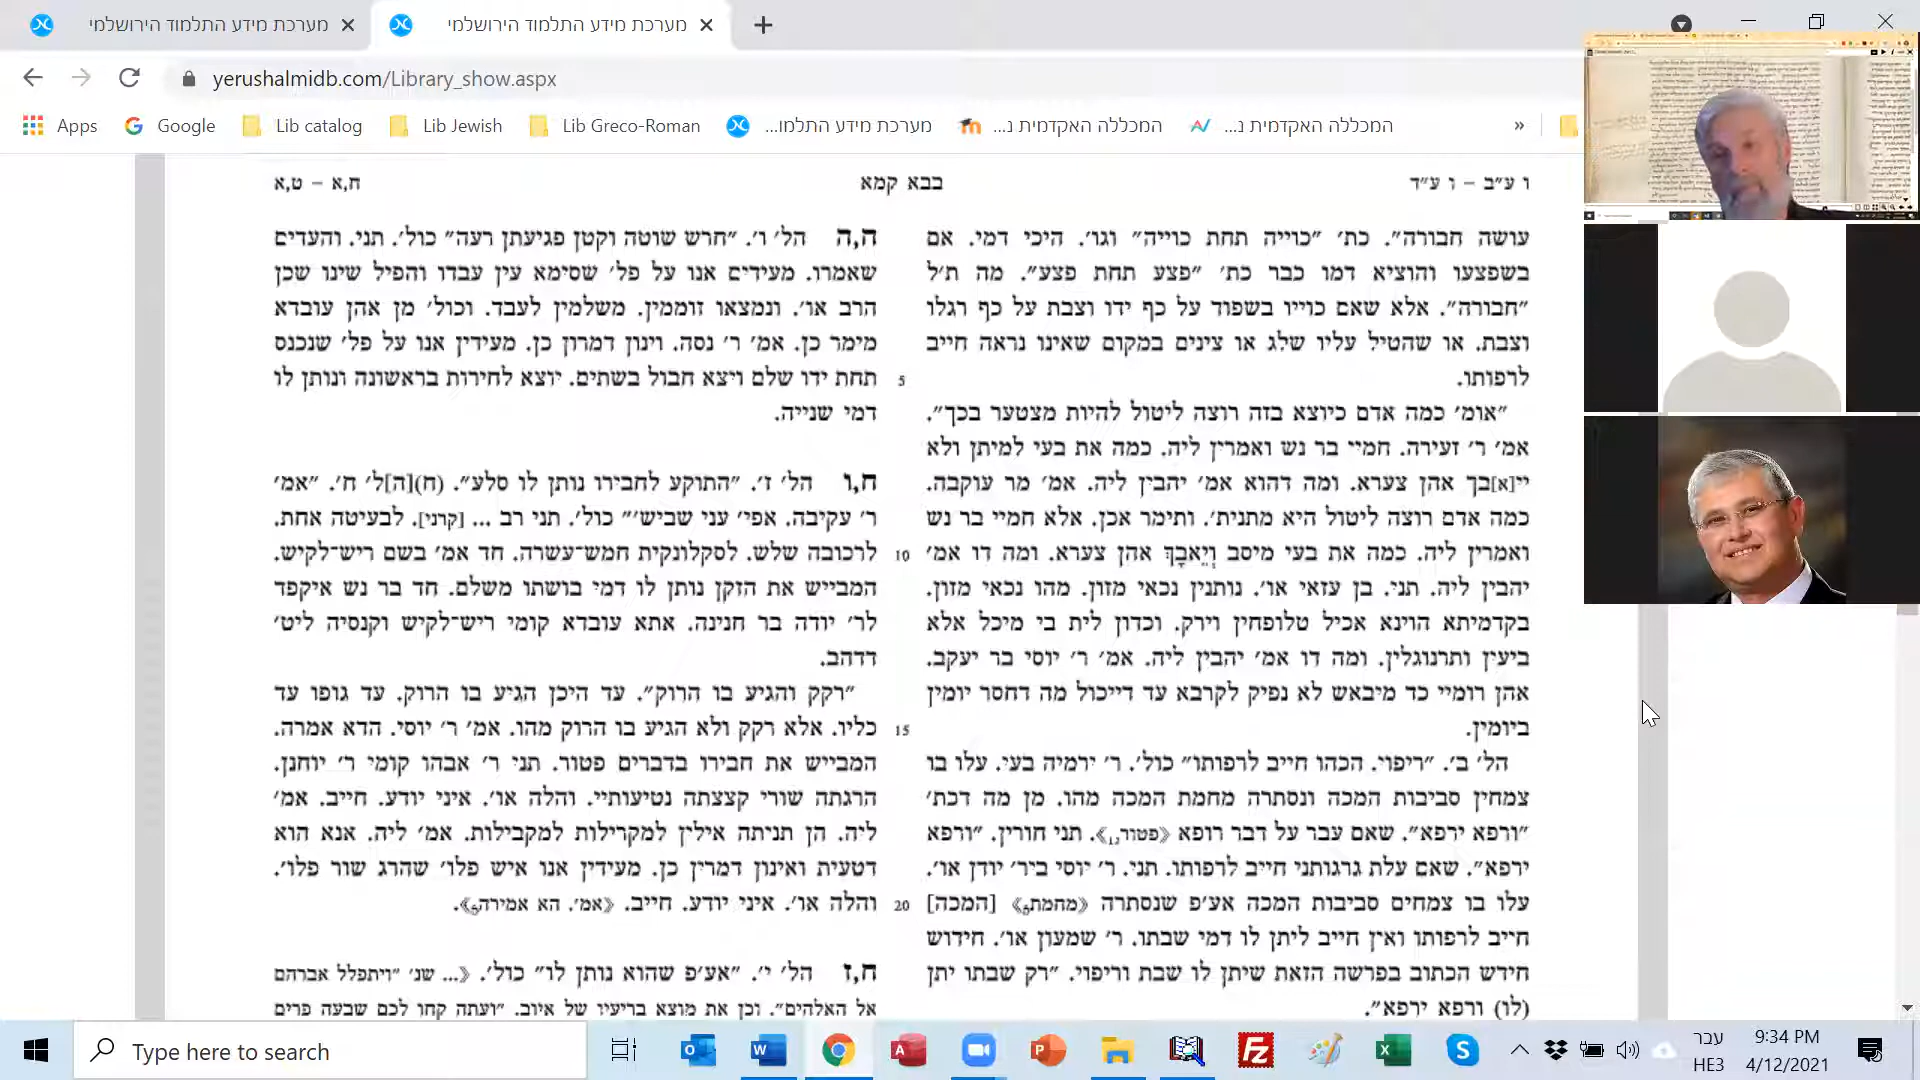 מערכת מידע התלמוד הירושלמי
מערכת מידע התלמוד הירושלמי
yerushalmidb.com/Library_show.aspx
Apps
Google
Lib catalog
Lib Jewish
Lib Greco-Roman
מערכת מידע התלמו...
המכללה האקדמית נ...
המכללה האקדמית נ...
»
ו ע״ב – ו ע״ד
בבא קמא
ח,א – ט,א
עושה חבורה״. כת׳ ״כוייה תחת כוייה״ וגו׳. היכי דמי. אם
בשפצעו והוציא דמו כבר כת׳ ״פצע תחת פצע״. מה ת״ל
״חבורה״. אלא שאם כוייו בשפוד על כף ידו וצבת על כף רגלו
וצבת. או שהטיל עליו שלג או צינים במקום שאינו נראה חייב
לרפותו.
״אומ׳ כמה אדם כיוצא בזה רוצה ליטול להיות מצטער בכך״.
אמ׳ ר׳ זעירה. חמיי בר נש ואמרין ליה. כמה את בעי למיתן ולא
יי[א]בך אהן צערא. ומה דהוא אמ׳ יהבין ליה. אמ׳ מר עוקבה.
כמה אדם רוצה ליטול היא מתנית׳. ותימר אכן. אלא חמיי בר נש
ואמרין ליה. כמה את בעי מיסב וְיֵאבָךְ אהן צערא. ומה דו אמ׳
יהבין ליה. תני. בן עזאי או׳. נותנין נכאי מזון. מהו נכאי מזון.
בקדמיתא הוינא אכיל טלופחין וירק. וכדון לית בי מיכל אלא
ביעין ותרנוגלין. ומה דו אמ׳ יהבין ליה. אמ׳ ר׳ יוסי בר יעקב.
אהן רומיי כד מיבאש לא נפיק לקרבא עד דייכול מה דחסר יומין
ביומין.
הל׳ ב׳. ״ריפוי. הכהו חייב לרפותו״ כול׳. ר׳ ירמיה בעי. עלו בו
צמחין סביבות המכה ונסתרה מחמת המכה מהו. מן מה דכת׳
״ורפא ירפא״. שאם עבר על דבר רופא 《פטור》. תני חורין. ״ורפא
ירפא״. שאם עלת גרגותני חייב לרפותו. תני. ר׳ יוסי ביר׳ יודן או׳.
עלו בו צמחים סביבות המכה אע״פ שנסתרה 《מחמת》 [המכה]
חייב לרפותו ואין חייב ליתן לו דמי שבתו. ר׳ שמעון או׳. חידוש
חידש הכתוב בפרשה הזאת שיתן לו שבת וריפוי. ״רק שבתו יתן
(לו) ורפא ירפא״.
5
10
15
20
ח,ה הל׳ ו׳. ״חרש שוטה וקטן פגיעתן רעה״ כול׳. תני. והעדים
שאמרו. מעידים אנו על פל׳ שסימא עין עבדו והפיל שינו שכן
הרב או׳. ונמצאו זוממין. משלמין לעבד. וכול׳ מן אהן עובדא
מימר כן. אמ׳ ר׳ נסה. וינון דמרון כן. מעידין אנו על פל׳ שנכנס
תחת ידו שלם ויצא חבול בשתים. יוצא לחירות בראשונה ונותן לו
דמי שנייה.
ח,ו הל׳ ז׳. ״התוקע לחבירו נותן לו סלע״. (ח)[ה]ל׳ ח׳. ״אמ׳
ר׳ עקיבה. אפי׳ עני שביש׳״ כול׳. תני רב ... [קרני]. לבעיטה אחת.
לרכובה שלש. לסקלונקית חמש־עשרה. חד אמ׳ בשם ריש־לקיש.
המבייש את הזקן נותן לו דמי בושתו משלם. חד בר נש איקפד
לר׳ יודה בר חנינה. אתא עובדא קומי ריש־לקיש וקנסיה ליט׳
דדהב.
״רקק והגיע בו הרוק״. עד היכן הגיע בו הרוק. עד גופו עד
כליו. אלא רקק ולא הגיע בו הרוק מהו. אמ׳ ר׳ יוסי. הדא אמרה.
המבייש את חבירו בדברים פטור. תני ר׳ אבהו קומי ר׳ יוחנן.
הרגתה שורי קצצתה נטיעותיי. והלה או׳. איני יודע. חייב. אמ׳
ליה. הן תניתה אילין למקרילות למקבילות. אמ׳ ליה. אנא הוא
דטעית ואינון דמרין כן. מעידין אנו איש פלו׳ שהרג שור פלו׳.
והלה או׳. איני יודע. חייב. 《אמ׳. הא אמירה》.
ח,ז הל׳ י׳. ״אע״פ שהוא נותן לו״ כול׳. 《... שנ׳ ״ויתפלל אברהם
אל האלהים״. וכן את מוצא בריעיו של איוב. ״ועתה קחו לכם שבעה פרים
Type here to search
עבר
HE3
9:34 PM
4/12/2021